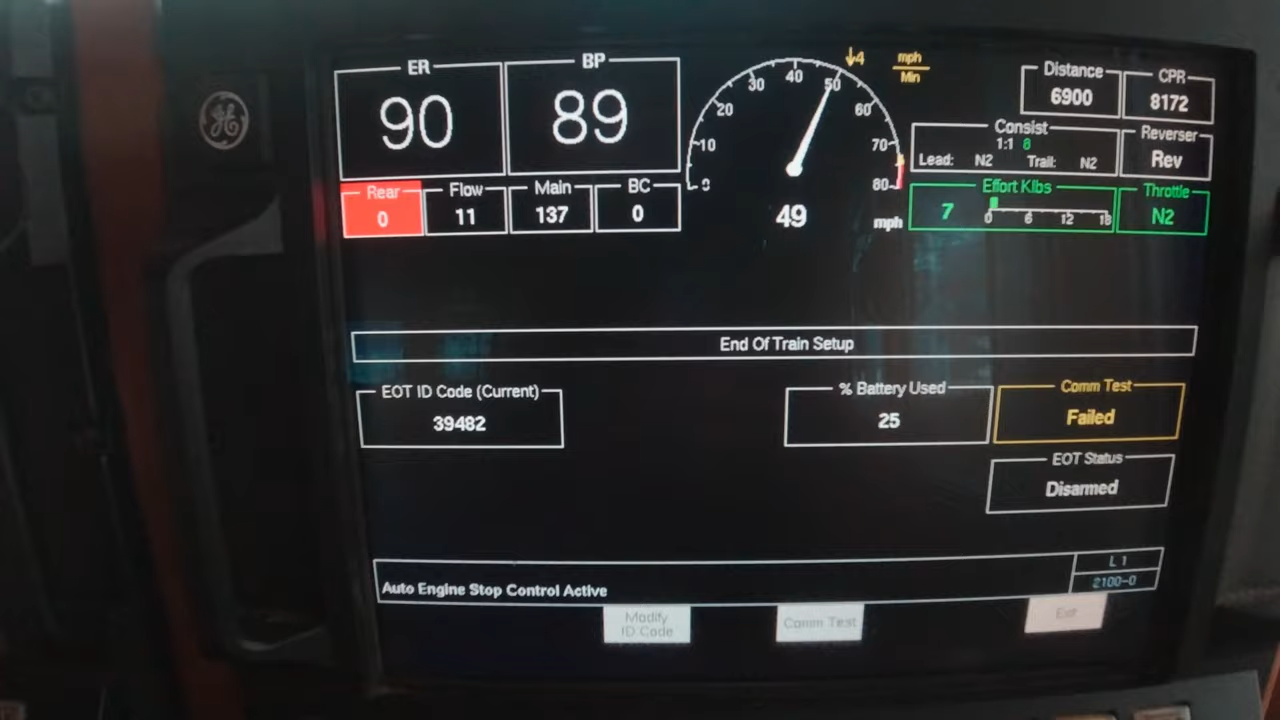 ER
90
BP
89
Rear
0
Flow
11
Main
137
BC
0
0
10
20
30
40
50
60
70
80
49
mph
4
mph
Min
Distance
6900
CPR
8172
Consist
1:1 8
Lead: N2 Trail: N2
Reverser
Rev
Effort Klbs
7
0 6 12 18
Throttle
N2
End Of Train Setup
EOT ID Code (Current)
39482
% Battery Used
25
Comm Test
Failed
EOT Status
Disarmed
Auto Engine Stop Control Active
L 1
2100-0
Modify
ID Code
Comm Test
Exit